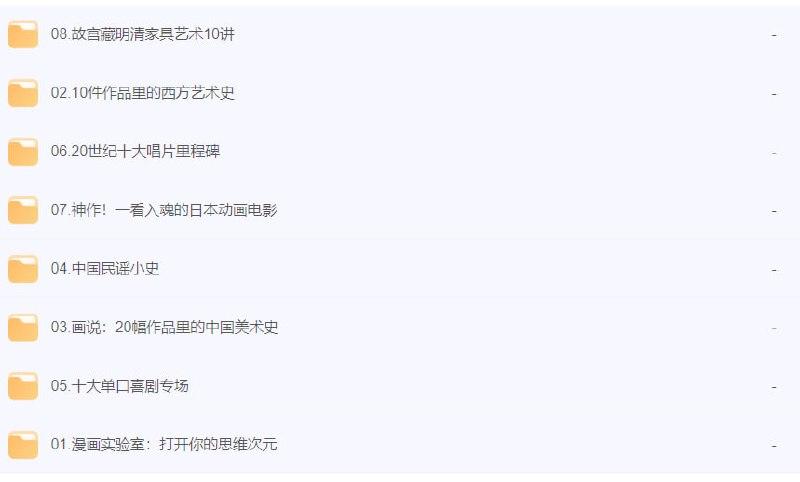 08.故宫藏明清家具艺术10讲 -
02.10件作品里的西方艺术史 -
06.20世纪十大唱片里程碑 -
07.神作！一看入魂的日本动画电影 -
04.中国民谣小史 -
03.画说：20幅作品里的中国美术史 -
05.十大单口喜剧专场 -
01.漫画实验室：打开你的思维次元 -